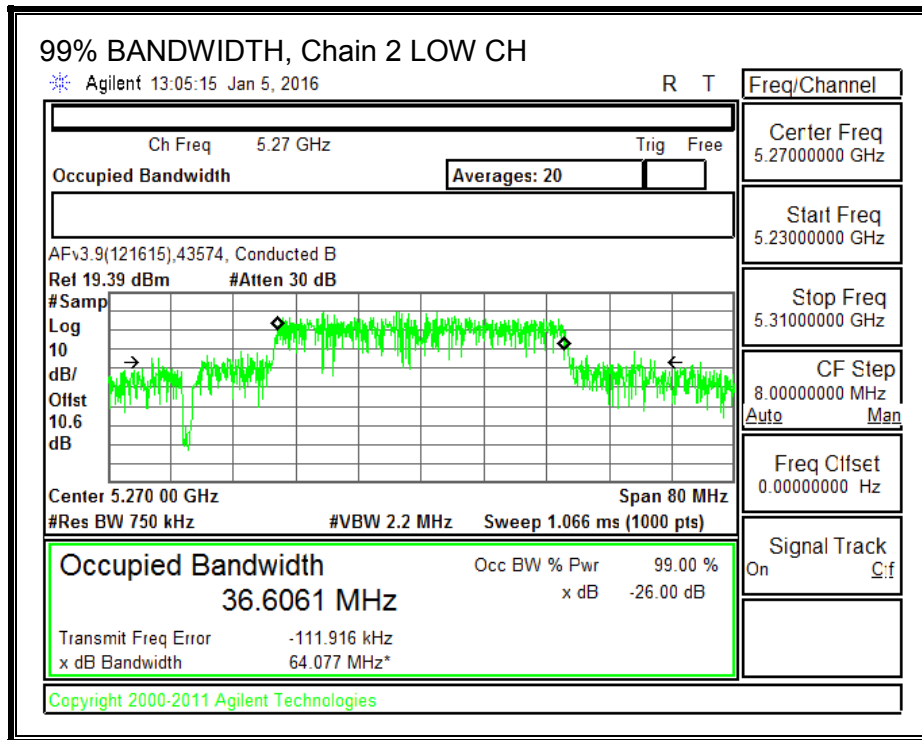 99% BANDWIDTH, Chain 2 LOW CH
Agilent 13:05:15 Jan 5, 2016 R T
Freq/Channel
Ch Freq 5.27 GHz Trig Free
Occupied Bandwidth Averages: 20
Center Freq
5.27000000 GHz
Start Freq
5.23000000 GHz
AFv3.9(121615),43574, Conducted B
Ref 19.39 dBm #Atten 30 dB
#Samp
Log
10
dB/
Offst
10.6
dB
Stop Freq
5.31000000 GHz
CF Step
8.00000000 MHz
Auto Man
Freq Offset
0.00000000 Hz
Center 5.270 00 GHz Span 80 MHz
#Res BW 750 kHz #VBW 2.2 MHz Sweep 1.066 ms (1000 pts)
Signal Track
On Off
Occupied Bandwidth
36.6061 MHz
Occ BW % Pwr 99.00 %
x dB -26.00 dB
Transmit Freq Error -111.916 kHz
x dB Bandwidth 64.077 MHz*
Copyright 2000-2011 Agilent Technologies